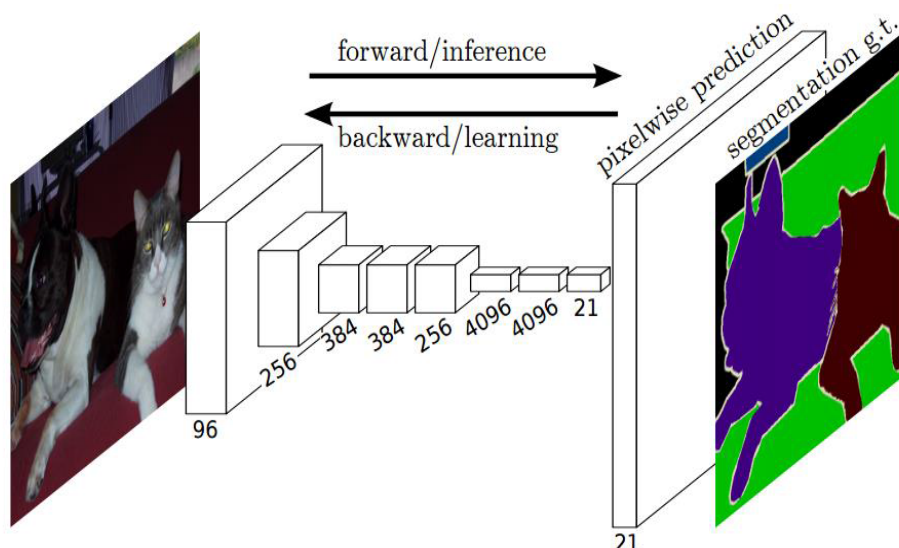 forward/inference
backward/learning
pixelwise prediction
segmentation g.t.
96
256
384
384
256
4096
4096
21
21